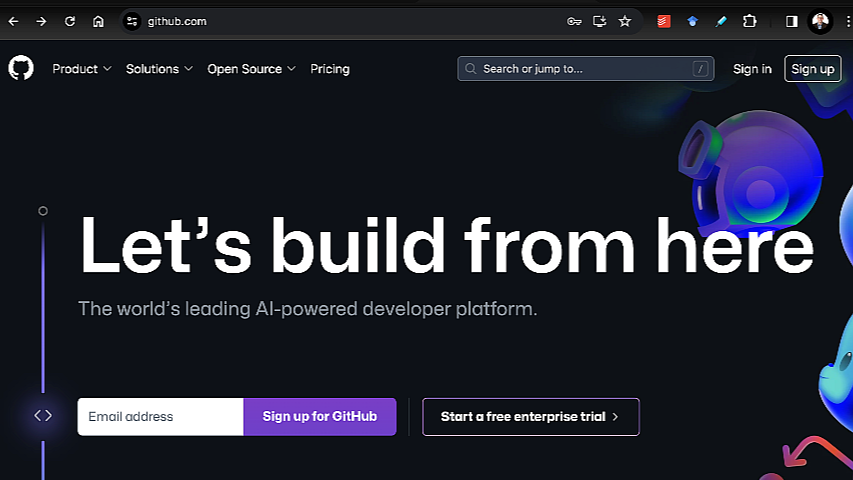 github.com
Product Solutions Open Source Pricing Search or jump to... / Sign in Sign up
Let's build from here
The world's leading AI-powered developer platform.
Email address Sign up for GitHub Start a free enterprise trial